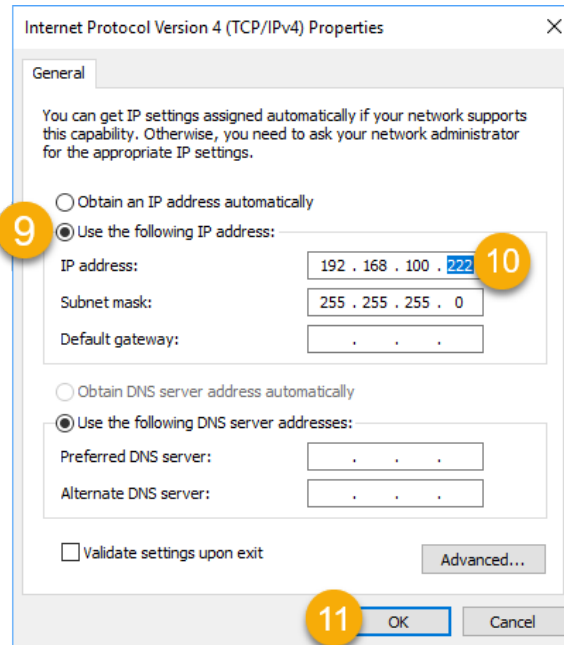 Internet Protocol Version 4 (TCP/IPv4) Properties
General
You can get IP settings assigned automatically if your network supports
this capability. Otherwise, you need to ask your network administrator
for the appropriate IP settings.
Obtain an IP address automatically
9 Use the following IP address:
IP address: 192 . 168 . 100 . 222 10
Subnet mask: 255 . 255 . 255 . 0
Default gateway: . . .
Obtain DNS server address automatically
Use the following DNS server addresses:
Preferred DNS server: . . .
Alternate DNS server: . . .
Validate settings upon exit
Advanced...
11 OK Cancel